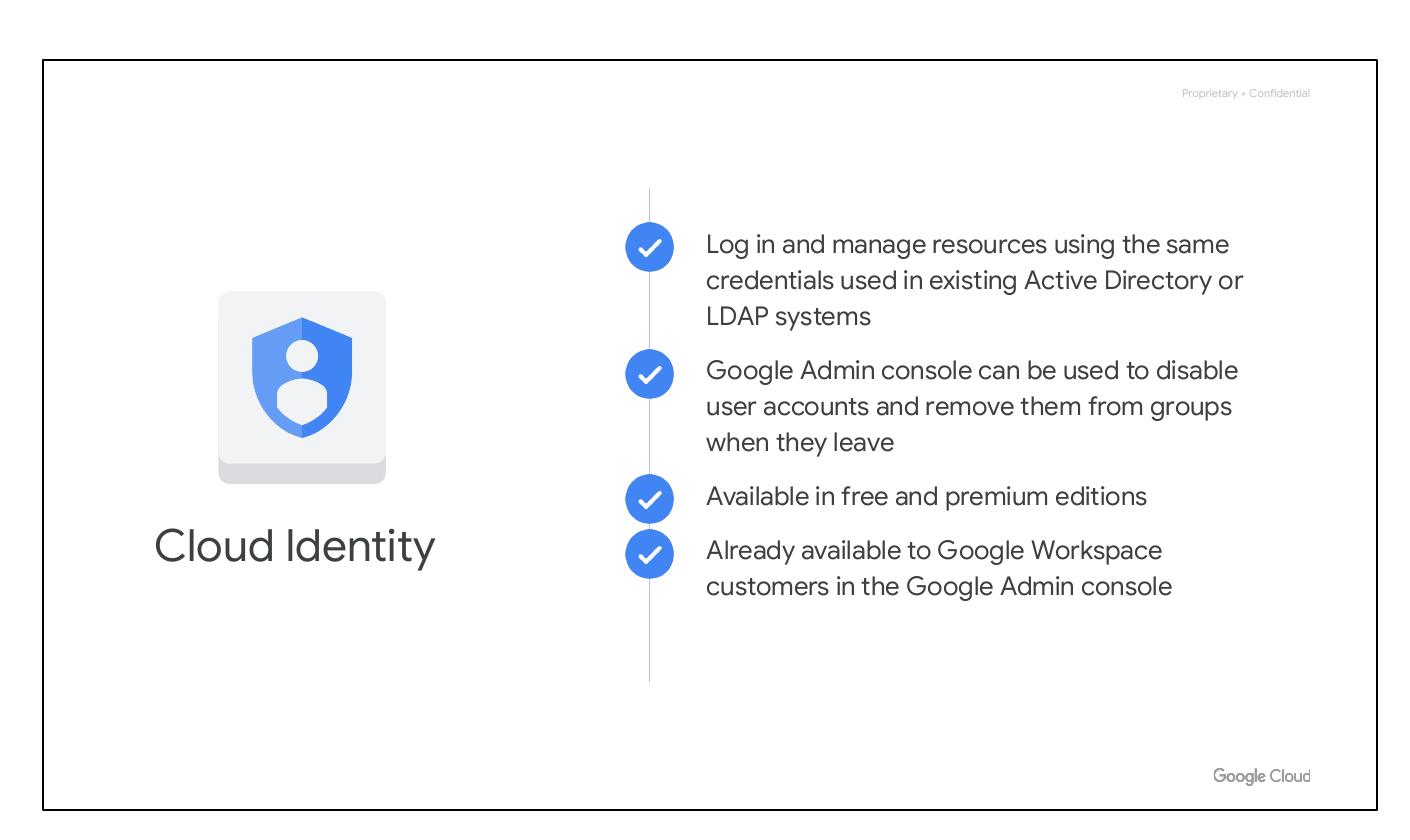 Proprietary + Confidential
Log in and manage resources using the same
credentials used in existing Active Directory or
LDAP systems
Google Admin console can be used to disable
user accounts and remove them from groups
when they leave
Available in free and premium editions
Already available to Google Workspace
customers in the Google Admin console
Cloud Identity
Google Cloud